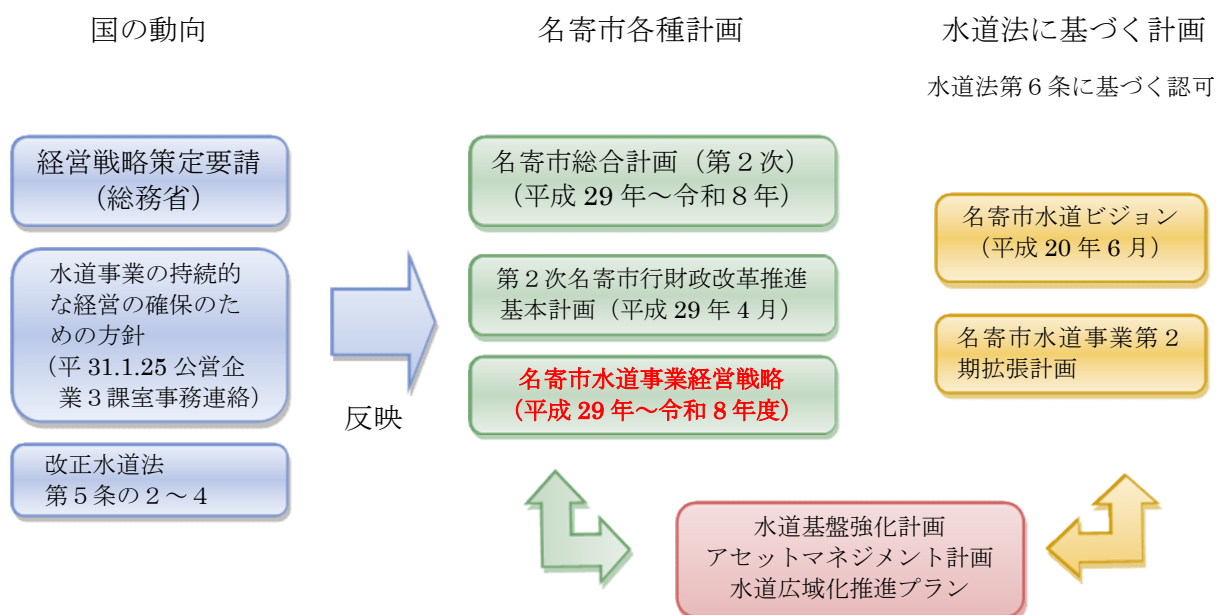 国の動向
経営戦略策定要請
（総務省）
水道事業の持続的
な経営の確保のた
めの方針
（平 31.1.25 公営企
業３課室事務連絡）
改正水道法
第５条の２～４
反映
名寄市各種計画
名寄市総合計画（第２次）
（平成 29 年～令和８年）
第２次名寄市行財政改革推進
基本計画（平成 29 年４月）
名寄市水道事業経営戦略
（平成 29 年～令和 8 年度）
水道法に基づく計画
水道法第６条に基づく認可
名寄市水道ビジョン
（平成 20 年６月）
名寄市水道事業第２
期拡張計画
水道基盤強化計画
アセットマネジメント計画
水道広域化推進プラン